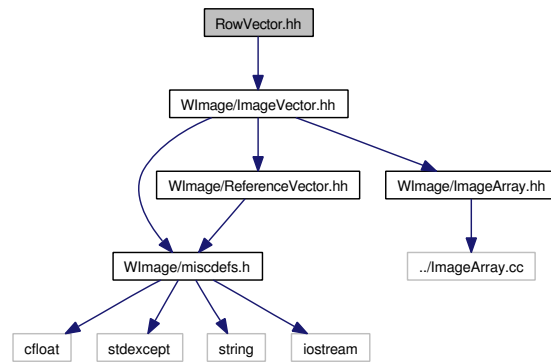 RowVector.hh
WImage/ImageVector.hh
WImage/ReferenceVector.hh
WImage/ImageArray.hh
WImage/miscdefs.h
../ImageArray.cc
cfloat
stdexcept
string
iostream